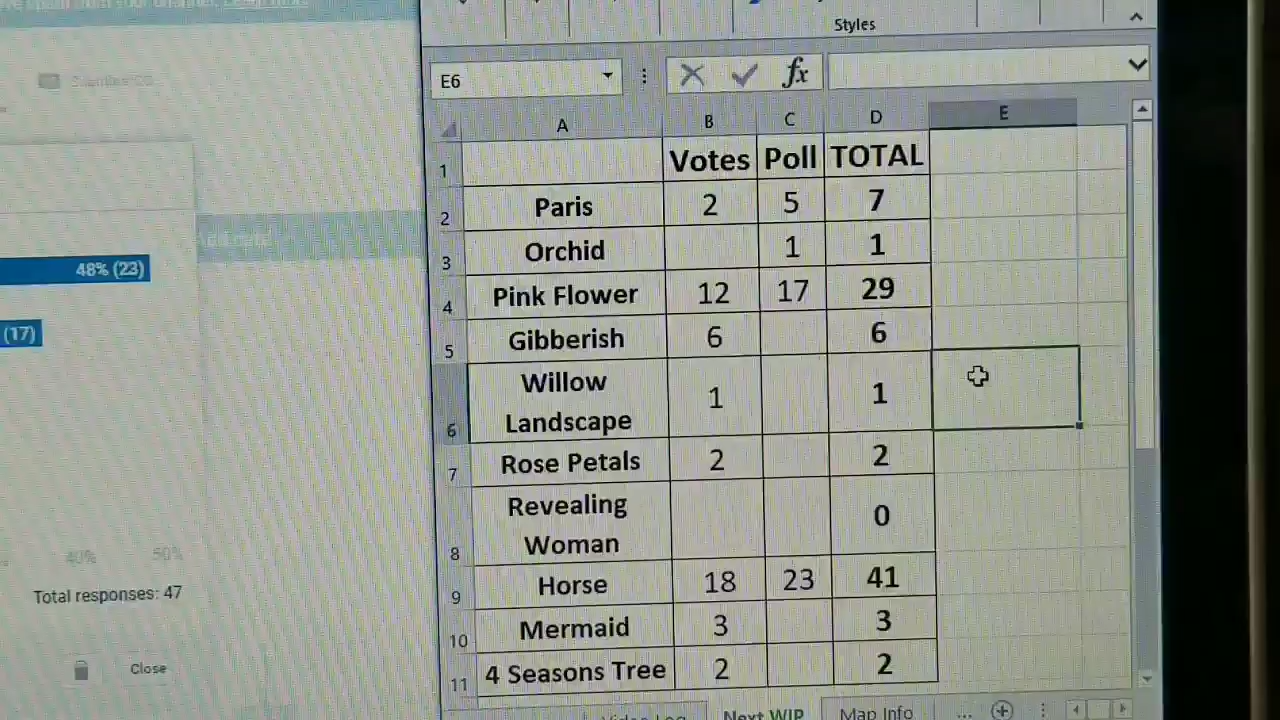 Styles
E6
fx
A B C D E
1 Votes Poll TOTAL
2 Paris 2 5 7
3 Orchid 1 1
4 Pink Flower 12 17 29
5 Gibberish 6 6
Willow
6 Landscape 1 1
7 Rose Petals 2 2
Revealing
8 Woman 0
9 Horse 18 23 41
10 Mermaid 3 3
11 4 Seasons Tree 2 2
Next WIP Map Info ...
48% (23)
(17)
40% 50%
Total responses: 47
Close